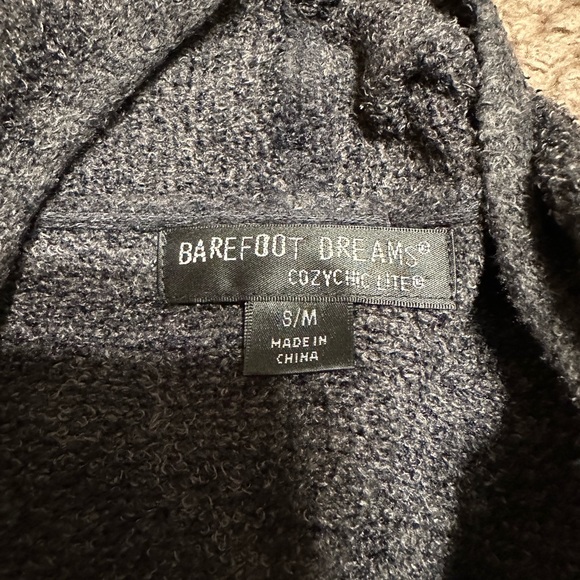 BAREFOOT DREAMS®
COZYCHIC LITE®
S/M
MADE IN
CHINA